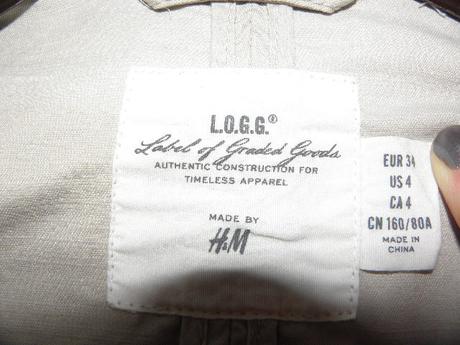 L.O.G.G.®
Label of Graded Goods
AUTHENTIC CONSTRUCTION FOR
TIMELESS APPAREL
MADE BY
H&M
EUR 34
US 4
CA 4
CN 160/80A
MADE IN
CHINA